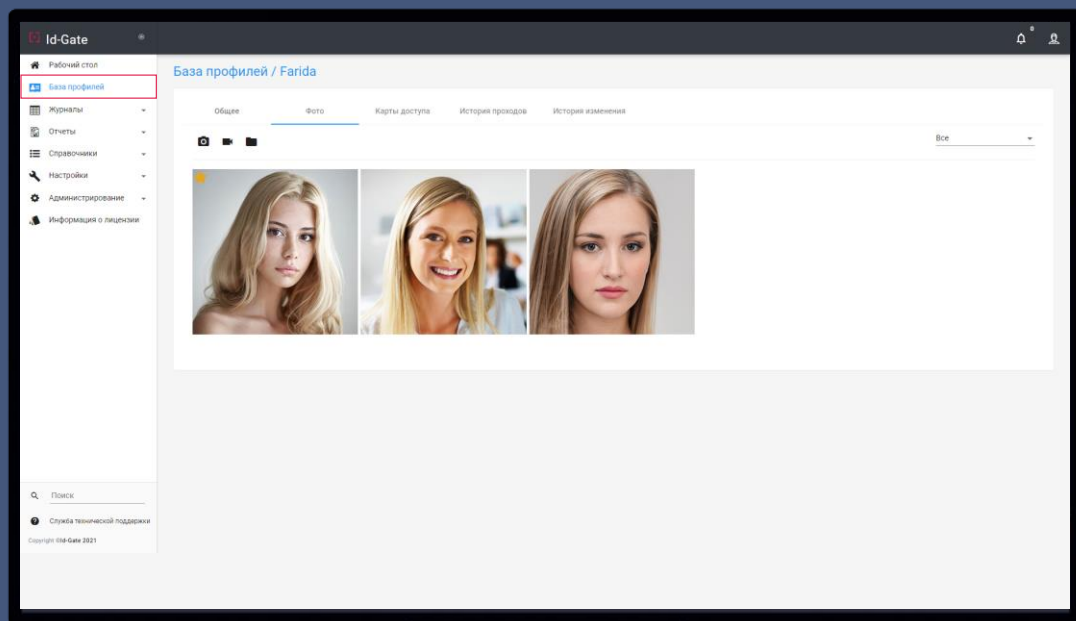 Id-Gate
Рабочий стол
База профилей
Журналы
Отчеты
Справочники
Настройки
Администрирование
Информация о лицензии
База профилей / Farida
Общее Фото Карты доступа История проходов История изменения
Все
Поиск
Служба технической поддержки
Copyright ©Id-Gate 2021